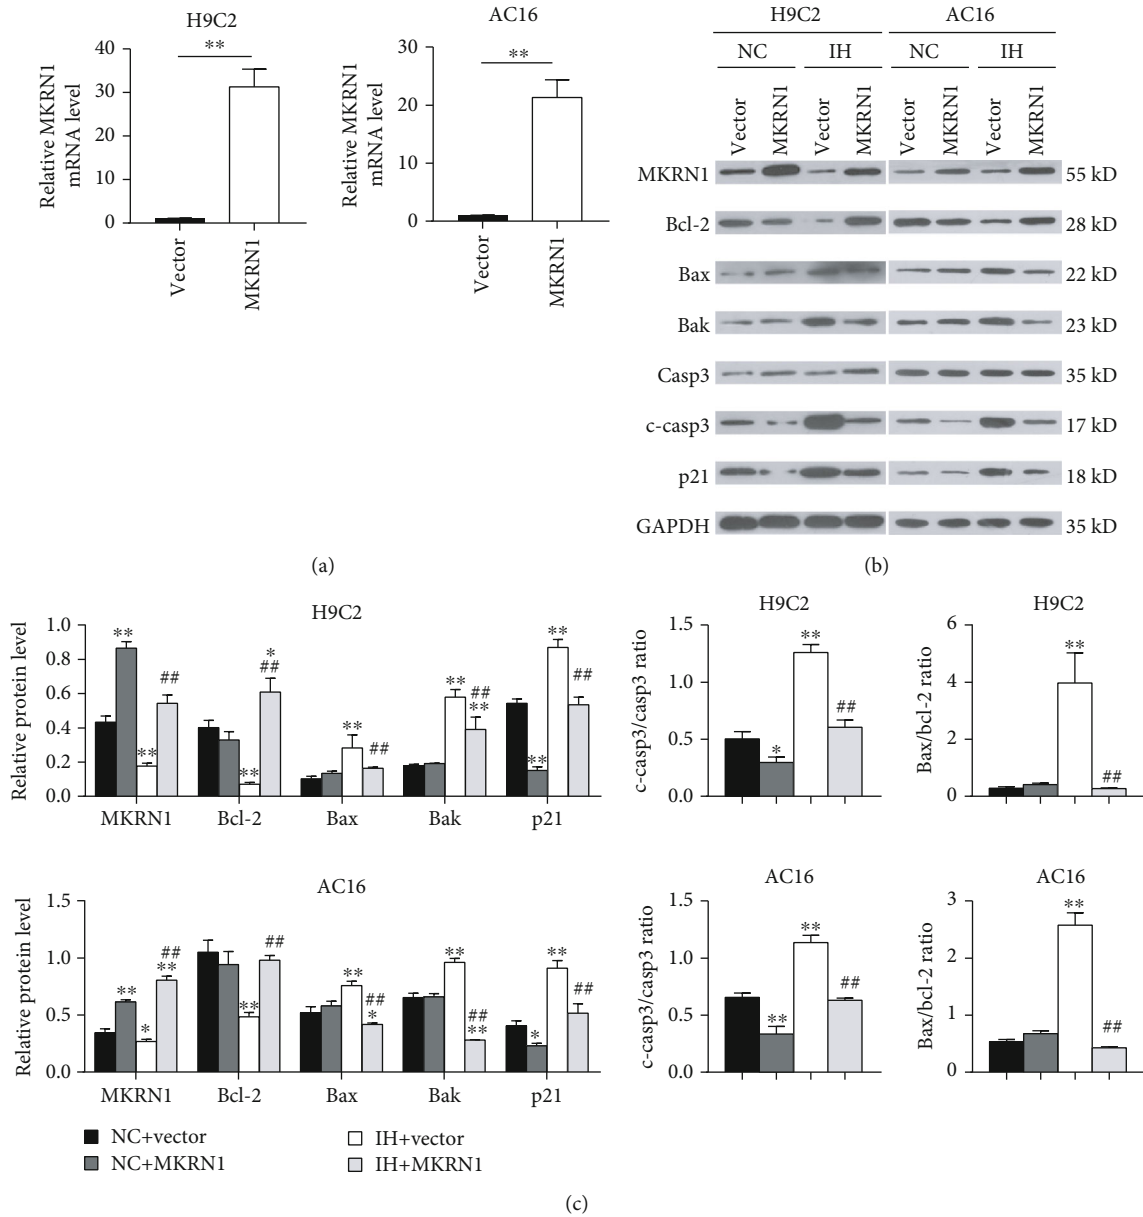 H9C2
Relative MKRN1
mRNA level
40
30
20
10
0
**
Vector
MKRN1
AC16
Relative MKRN1
mRNA level
30
20
10
0
**
Vector
MKRN1
(a)
H9C2 AC16
NC IH NC IH
Vector MKRN1 Vector MKRN1 Vector MKRN1 Vector MKRN1
MKRN1 55 kD
Bcl-2 28 kD
Bax 22 kD
Bak 23 kD
Casp3 35 kD
c-casp3 17 kD
p21 18 kD
GAPDH 35 kD
(b)
H9C2
Relative protein level
1.0
0.8
0.6
0.4
0.2
0.0
** ** ##
** * ##
** ##
** ## **
** ** ##
MKRN1 Bcl-2 Bax Bak p21
H9C2
c-casp3/casp3 ratio
1.5
1.0
0.5
0.0
* ** ##
H9C2
Bax/bcl-2 ratio
6
4
2
0
** ##
AC16
Relative protein level
1.5
1.0
0.5
0.0
** * ## **
** ##
** ## *
** ## **
* ** ##
MKRN1 Bcl-2 Bax Bak p21
AC16
c-casp3/casp3 ratio
1.5
1.0
0.5
0.0
** ** ##
AC16
Bax/bcl-2 ratio
3
2
1
0
** ##
NC+vector IH+vector
NC+MKRN1 IH+MKRN1
(c)